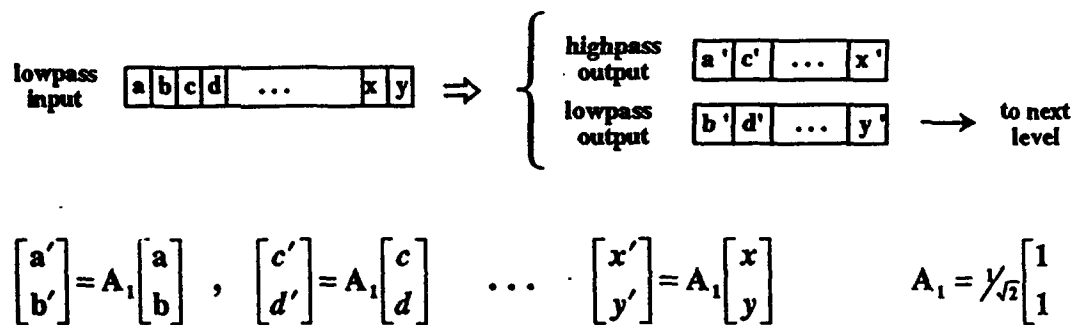 lowpass input a b c d ... x y ⇒
highpass output a' c' ... x'
lowpass output b' d' ... y' → to next level
[a′ b′] = A₁ [a b] , [c′ d′] = A₁ [c d] ... [x′ y′] = A₁ [x y] A₁ = 1/√2 [1 1